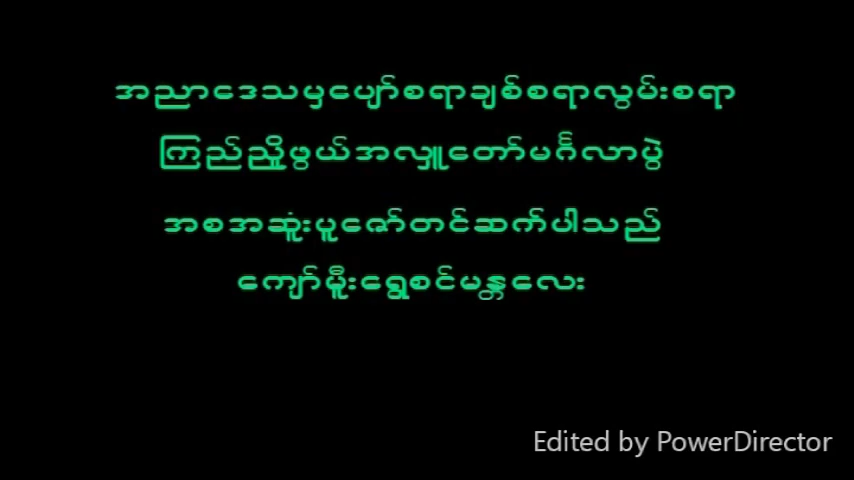 အညာဒေသမှပျော်စရာချစ်စရာလွမ်းစရာ
ကြည်ညှို့ဖွယ်အလှူတော်မင်္ဂလာပွဲ
အစအဆူံးပူဇော်တင်ဆက်ပါသည်
ကျော်မှီုးရွှေစင်မန္တလေး
Edited by PowerDirector